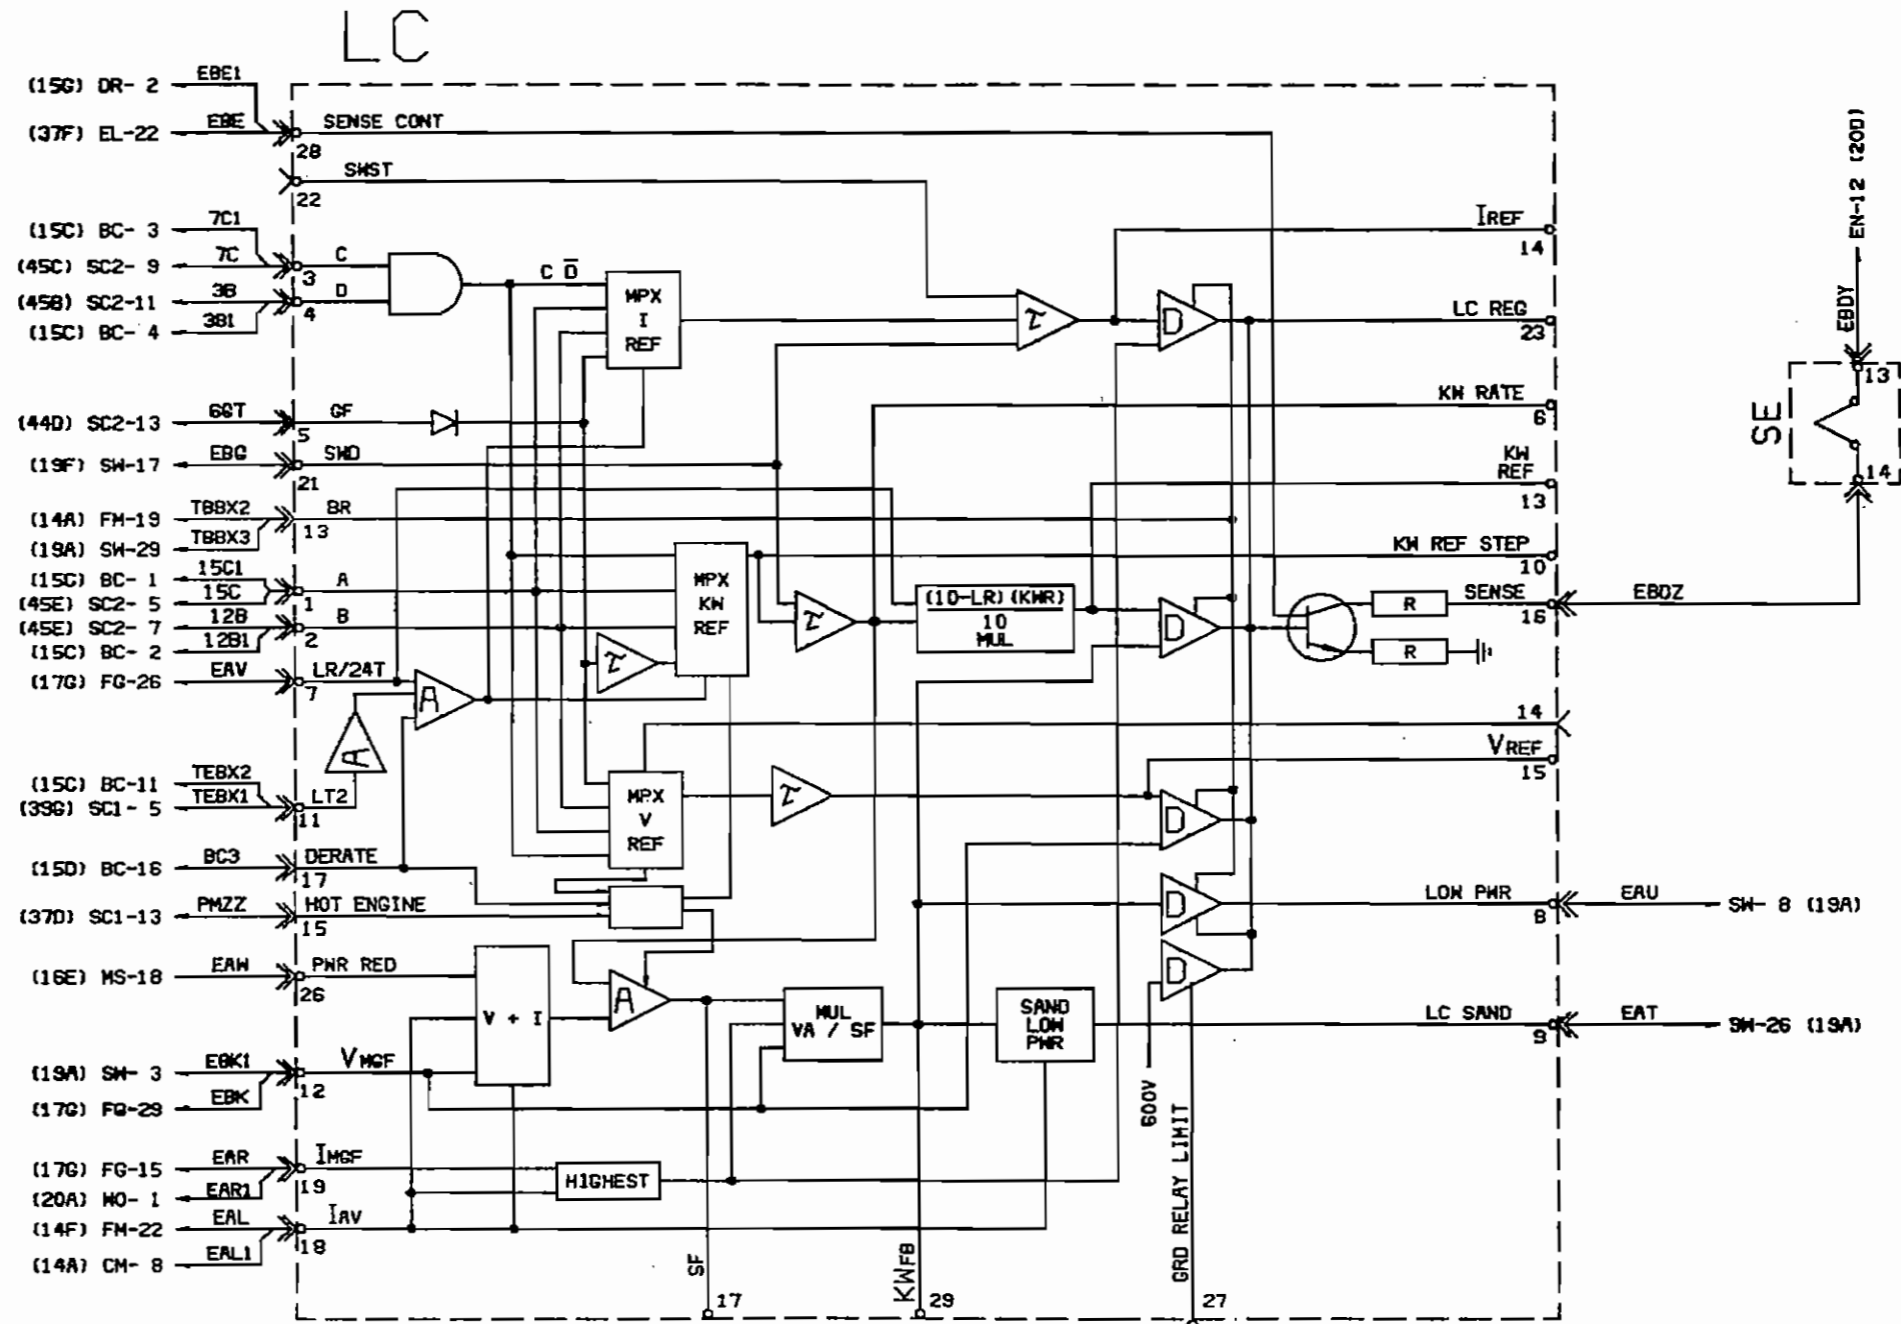 LC
(15G) DR- 2 EBE1
(37F) EL-22 EBE SENSE CONT
28
SWST
22
(15C) BC- 3 7C1
(45C) SC2- 9 7C C
3
(45B) SC2-11 3B D
4
(15C) BC- 4 3B1
C D̅
MPX
I
REF
τ
D
IREF
14
LC REG
23
(44D) SC2-13 6GT GF
5
KW RATE
6
(19F) SW-17 EBG SWD
21
KW
REF
13
(14A) FM-19 TBBX2 BR
13
(19A) SW-29 TBBX3
KW REF STEP
10
(15C) BC- 1 15C1
(45E) SC2- 5 15C A
1
(45E) SC2- 7 12B B
2
(15C) BC- 2 12B1
MPX
KW
REF
τ
τ
(10-LR)(KWR)
10
MUL
D
R
R
SENSE
16
EBDZ
(17G) FG-26 EAV LR/24T
7
A
A
14
VREF
15
(15C) BC-11 TEBX2
(39G) SC1- 5 TEBX1 LT2
11
MPX
V
REF
τ
D
(15D) BC-16 BC3 DERATE
17
(37D) SC1-13 PMZZ HOT ENGINE
15
D
LOW PWR
8
EAU SW- 8 (19A)
(16E) MS-18 EAW PWR RED
26
V + I
A
MUL
VA / SF
SAND
LOW
PWR
D
LC SAND
9
EAT SW-26 (19A)
(19A) SW- 3 EBK1 VMGF
12
(17G) FG-29 EBK
600V
GRD RELAY LIMIT
(17G) FG-15 EAR IMGF
19
(20A) WO- 1 EAR1
HIGHEST
(14F) FM-22 EAL IAV
18
(14A) CM- 8 EAL1
SF
17
KWFB
29
27
EN-12 (20D)
EBDY
SE
13
14